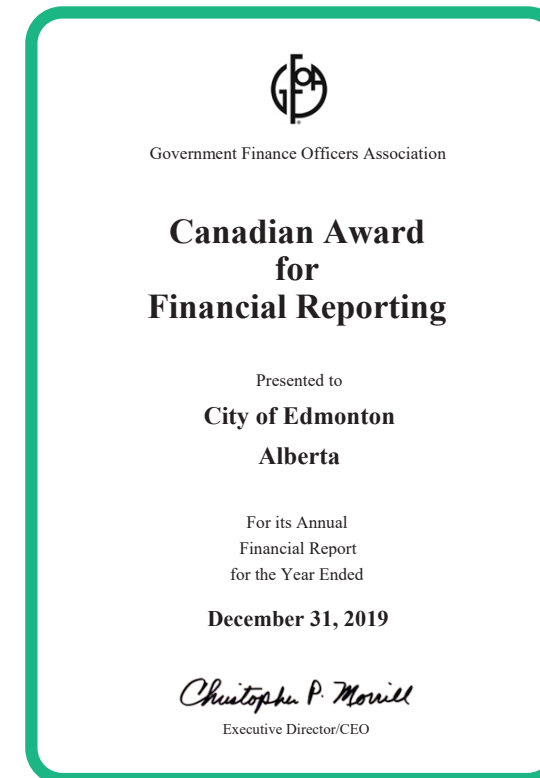 GFOA
Government Finance Officers Association
Canadian Award
for
Financial Reporting
Presented to
City of Edmonton
Alberta
For its Annual
Financial Report
for the Year Ended
December 31, 2019
Christopher P. Morrill
Executive Director/CEO